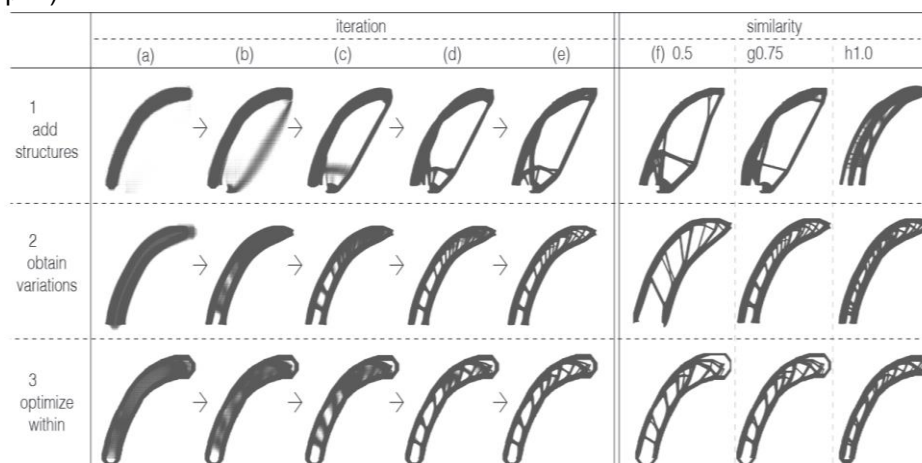 iteration similarity
(a) (b) (c) (d) (e) (f) 0.5 g0.75 h1.0
1
add
structures
2
obtain
variations
3
optimize
within